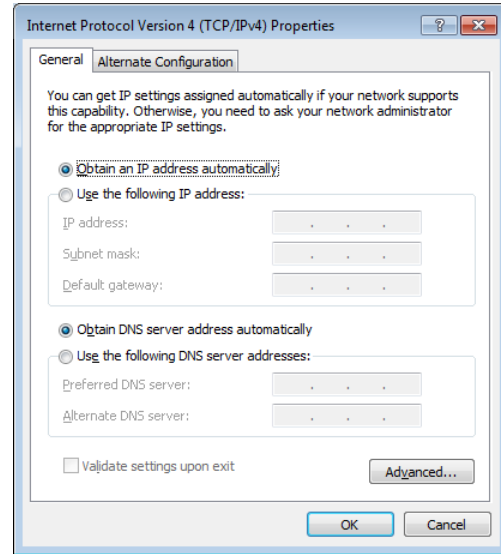 Internet Protocol Version 4 (TCP/IPv4) Properties
?
General
Alternate Configuration
You can get IP settings assigned automatically if your network supports
this capability. Otherwise, you need to ask your network administrator
for the appropriate IP settings.
Obtain an IP address automatically
Use the following IP address:
IP address:
Subnet mask:
Default gateway:
Obtain DNS server address automatically
Use the following DNS server addresses:
Preferred DNS server:
Alternate DNS server:
Validate settings upon exit
Advanced...
OK
Cancel